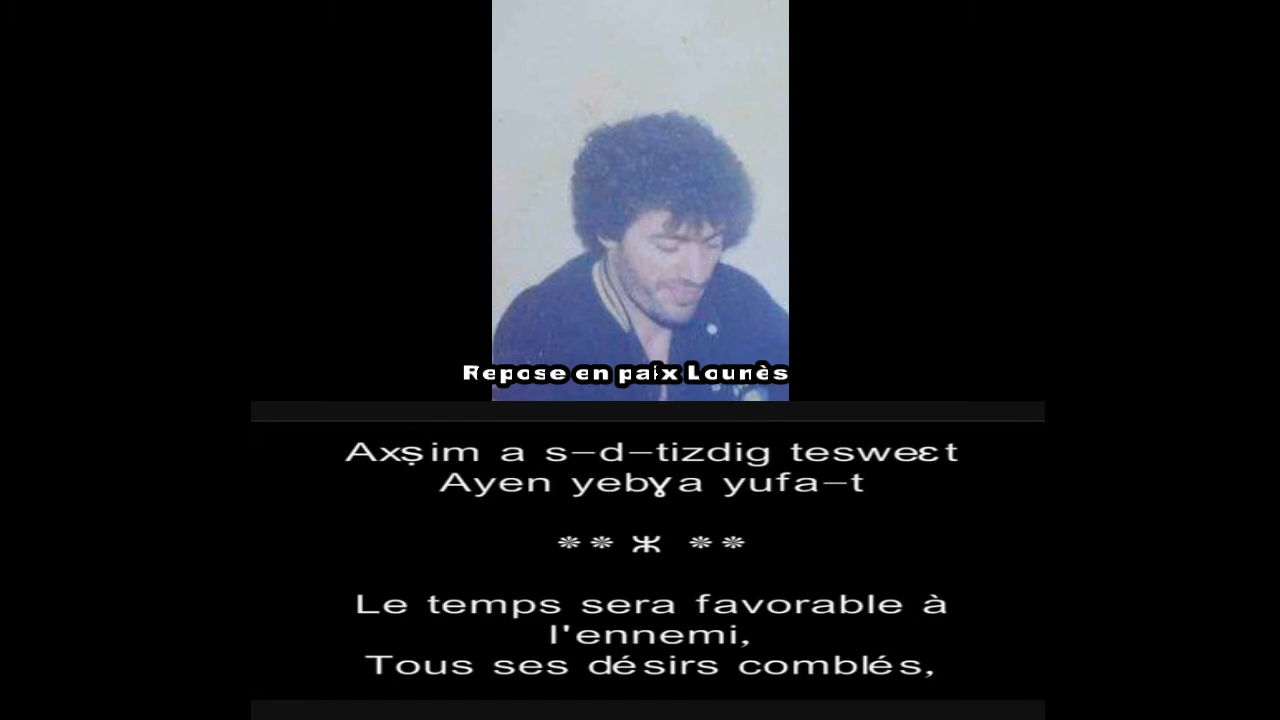 Repose en paix Lounès
Axṣim a s-d-tizdig tesweɛt
Ayen yebɣa yufa-t
** ⵣ **
Le temps sera favorable à
l'ennemi,
Tous ses désirs comblés,